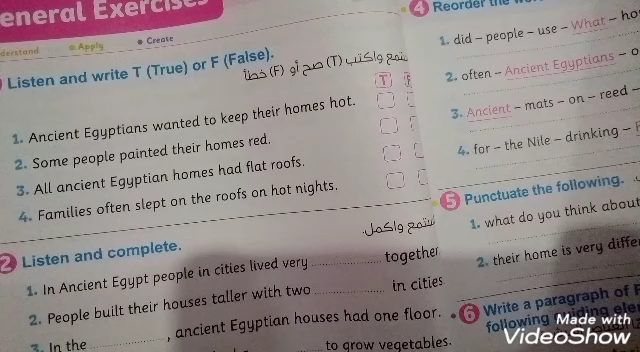 General Exercises
derstand
Apply
Create
Listen and write T (True) or F (False).
استمع واكتب (T) صح أو (F) خطأ
T
F
1. Ancient Egyptians wanted to keep their homes hot.
2. Some people painted their homes red.
3. All ancient Egyptian homes had flat roofs.
4. Families often slept on the roofs on hot nights.
2 Listen and complete.
استمع واكمل.
1. In Ancient Egypt people in cities lived very .......... together
2. People built their houses taller with two .......... in cities
3. In the .........., ancient Egyptian houses had one floor.
.......... to grow vegetables.
4 Reorder the
1. did – people – use – What – ho
2. often – Ancient Egyptians –
3. Ancient – mats – on – reed –
4. for – the Nile – drinking –
5 Punctuate the following.
1. what do you think about
2. their home is very differe
6 Write a paragraph of
following
Made with
VideoShow